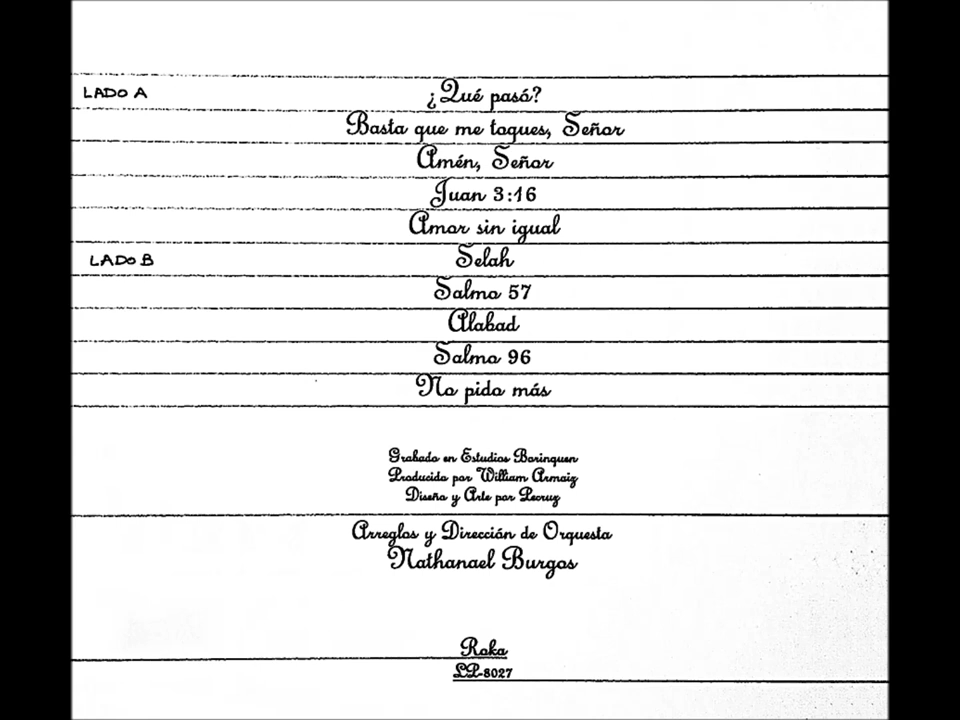 LADO A
¿Qué pasó?
Basta que me toques, Señor
Amén, Señor
Juan 3:16
Amor sin igual
LADO B
Selah
Salmo 57
Alabad
Salmo 96
No pido más
Grabado en Estudios Borinquen
Producido por William Armaiz
Diseño y Arte por Pecruz
Arreglos y Dirección de Orquesta
Nathanael Burgos
Roka
LP-8027